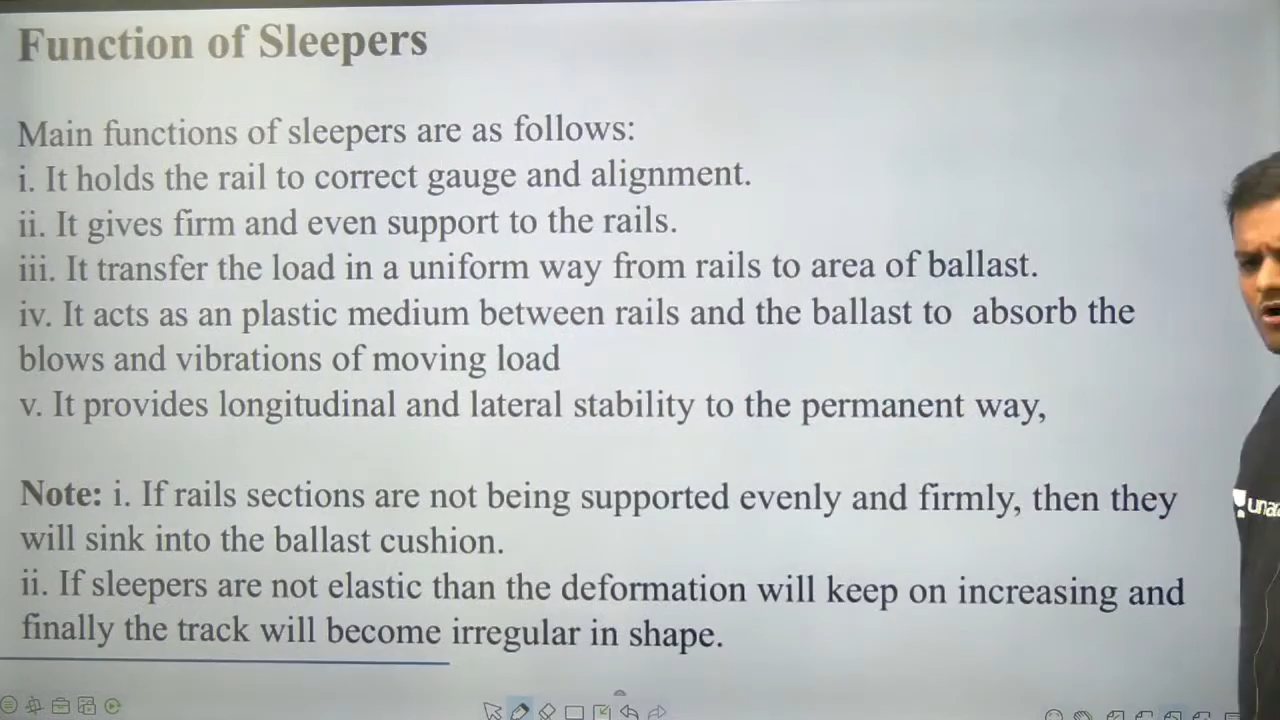 Function of Sleepers
Main functions of sleepers are as follows:
i. It holds the rail to correct gauge and alignment.
ii. It gives firm and even support to the rails.
iii. It transfer the load in a uniform way from rails to area of ballast.
iv. It acts as an plastic medium between rails and the ballast to absorb the
blows and vibrations of moving load
v. It provides longitudinal and lateral stability to the permanent way,
Note: i. If rails sections are not being supported evenly and firmly, then they
will sink into the ballast cushion.
ii. If sleepers are not elastic than the deformation will keep on increasing and
finally the track will become irregular in shape.